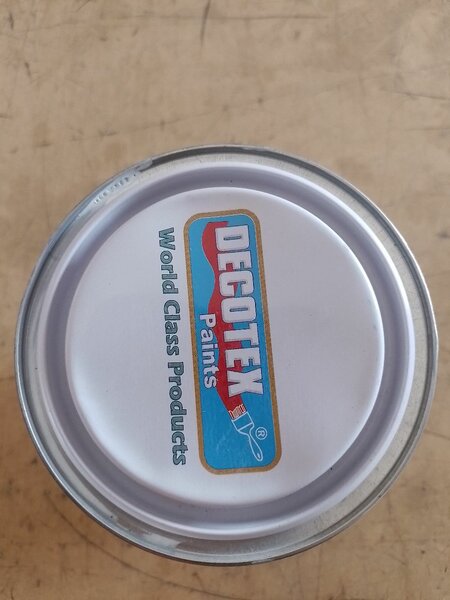 DECOTEX
Paints
®
World Class Products